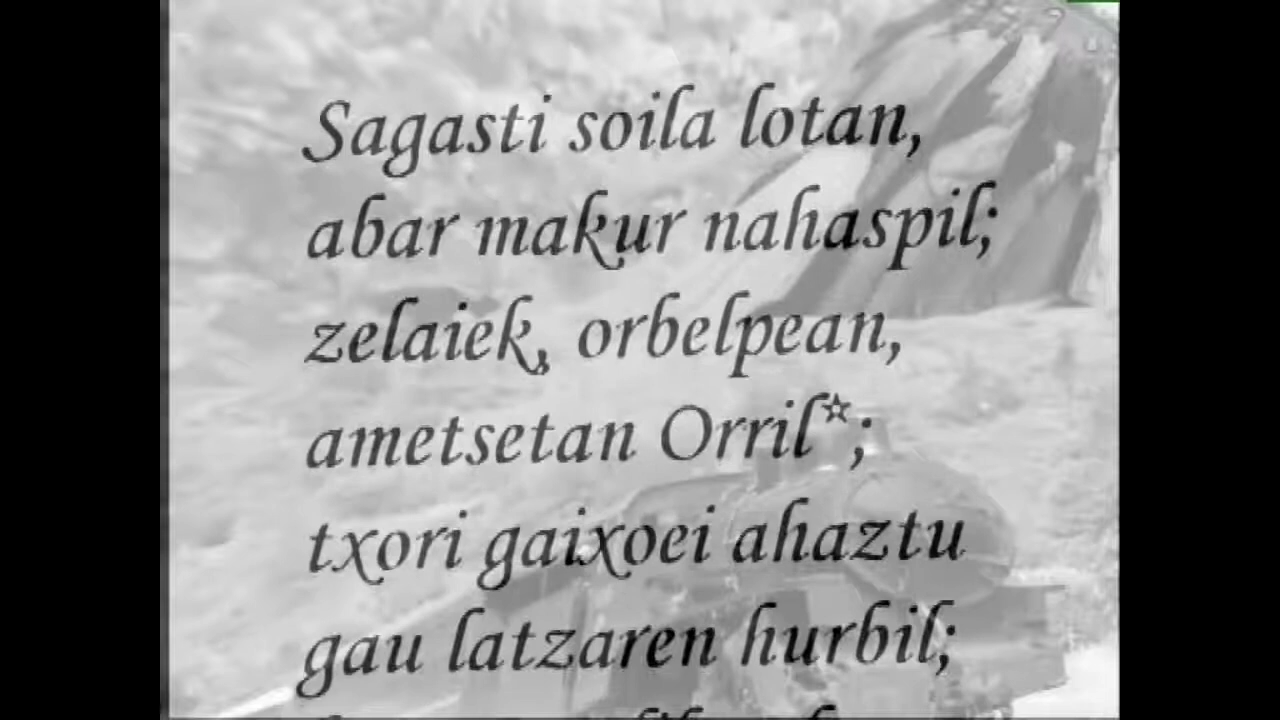 Sagasti soila lotan,
abar makur nahaspil;
zelaiek, orbelpean,
ametsetan Orril*;
txori gaixoei ahaztu
gau latzaren hurbil;